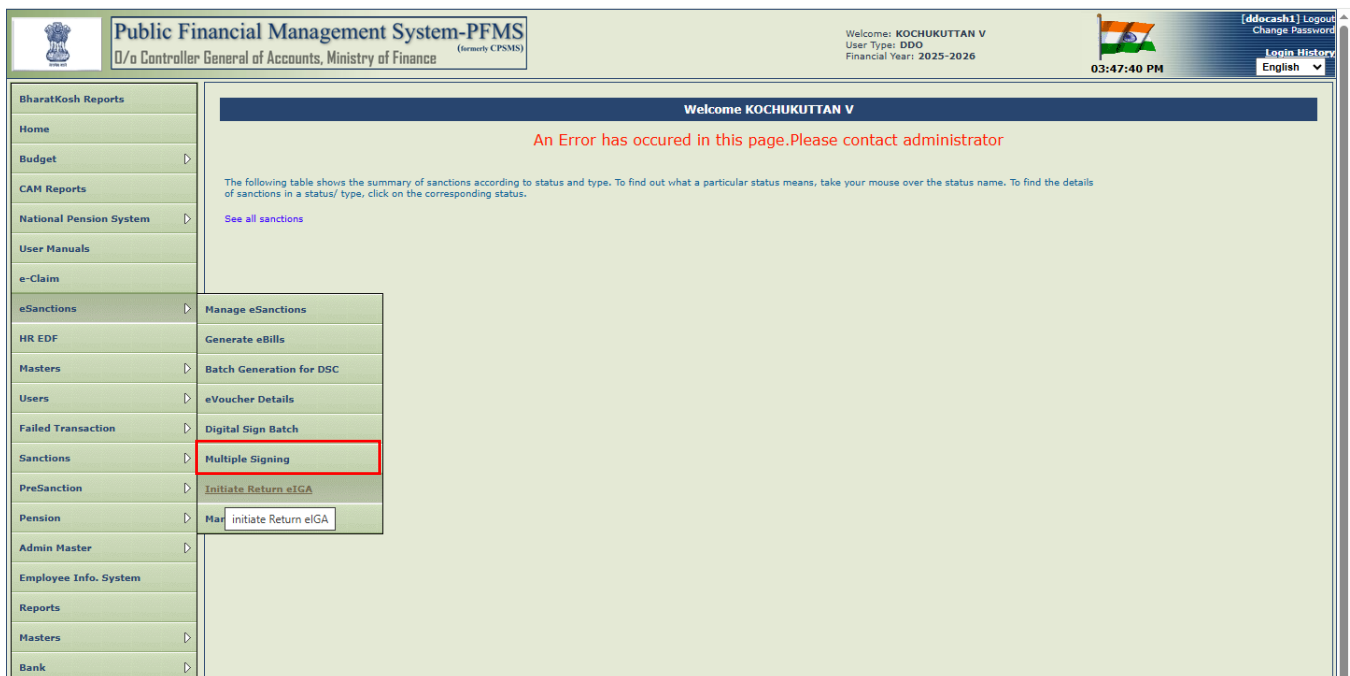 Public Financial Management System-PFMS
(formerly CPSMS)
O/o Controller General of Accounts, Ministry of Finance
Welcome: KOCHUKUTTAN V
User Type: DDO
Financial Year: 2025-2026
03:47:40 PM
[ddocash1] Logout
Change Password
Login History
English
BharatKosh Reports
Home
Budget
CAM Reports
National Pension System
User Manuals
e-Claim
eSanctions
HR EDF
Masters
Users
Failed Transaction
Sanctions
PreSanction
Pension
Admin Master
Employee Info. System
Reports
Masters
Bank
Manage eSanctions
Generate eBills
Batch Generation for DSC
eVoucher Details
Digital Sign Batch
Multiple Signing
Initiate Return eIGA
Mar
initiate Return eIGA
Welcome KOCHUKUTTAN V
An Error has occured in this page.Please contact administrator
The following table shows the summary of sanctions according to status and type. To find out what a particular status means, take your mouse over the status name. To find the details
of sanctions in a status/ type, click on the corresponding status.
See all sanctions